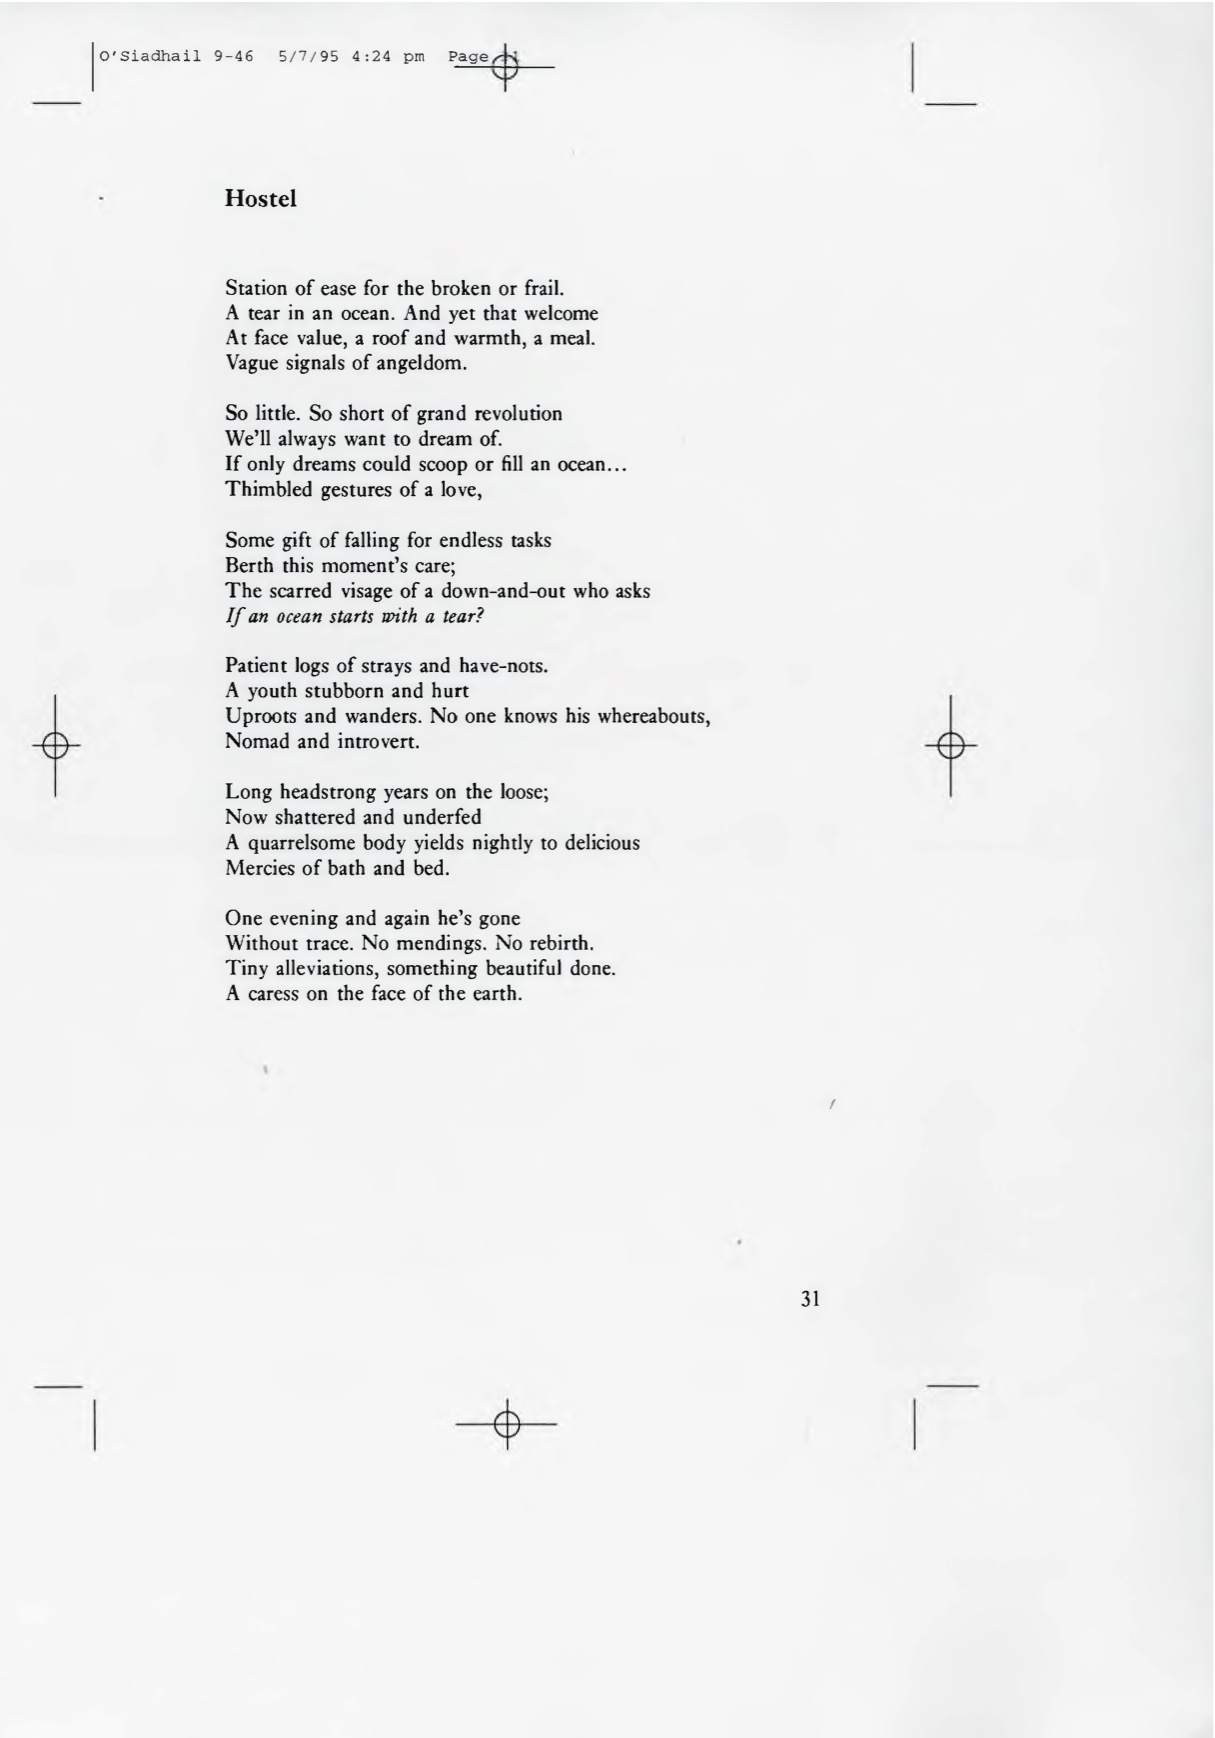 O'Siadhail 9-46  5/7/95 4:24 pm  Page
Hostel
Station of ease for the broken or frail.
A tear in an ocean. And yet that welcome
At face value, a roof and warmth, a meal.
Vague signals of angeldom.
So little. So short of grand revolution
We'll always want to dream of.
If only dreams could scoop or fill an ocean...
Thimbled gestures of a love,
Some gift of falling for endless tasks
Berth this moment's care;
The scarred visage of a down-and-out who asks
If an ocean starts with a tear?
Patient logs of strays and have-nots.
A youth stubborn and hurt
Uproots and wanders. No one knows his whereabouts,
Nomad and introvert.
Long headstrong years on the loose;
Now shattered and underfed
A quarrelsome body yields nightly to delicious
Mercies of bath and bed.
One evening and again he's gone
Without trace. No mendings. No rebirth.
Tiny alleviations, something beautiful done.
A caress on the face of the earth.
31